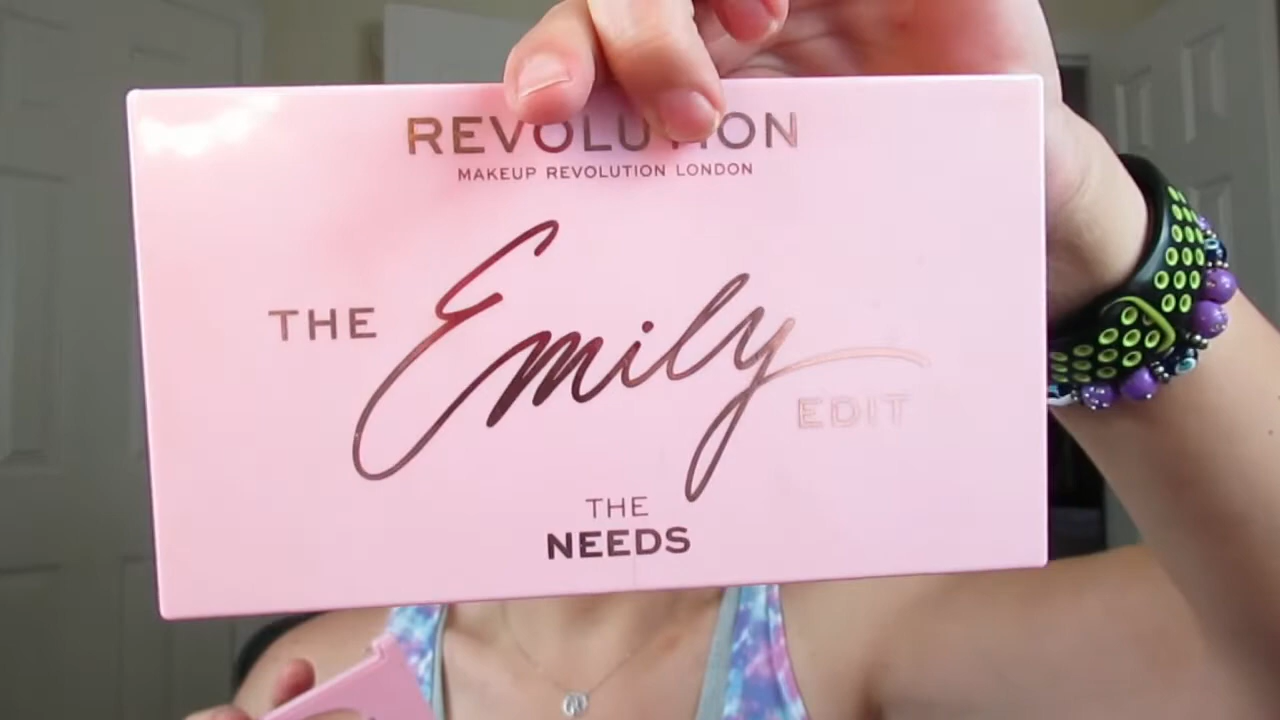 REVOLUTION
MAKEUP REVOLUTION LONDON
THE Emily EDIT
THE
NEEDS